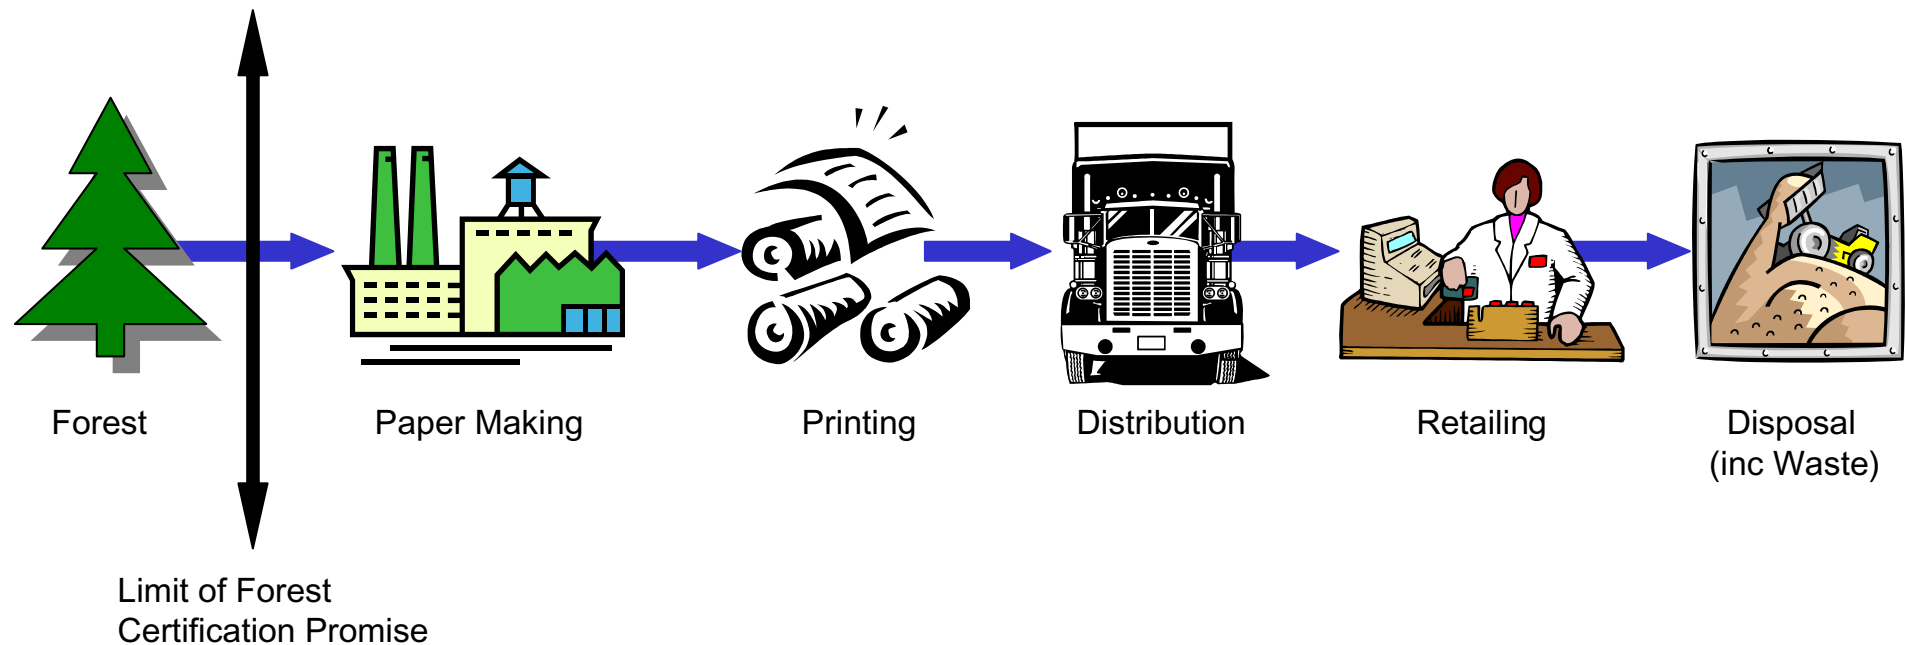 Forest
Paper Making
Printing
Distribution
Retailing
Disposal
(inc Waste)
Limit of Forest
Certification Promise